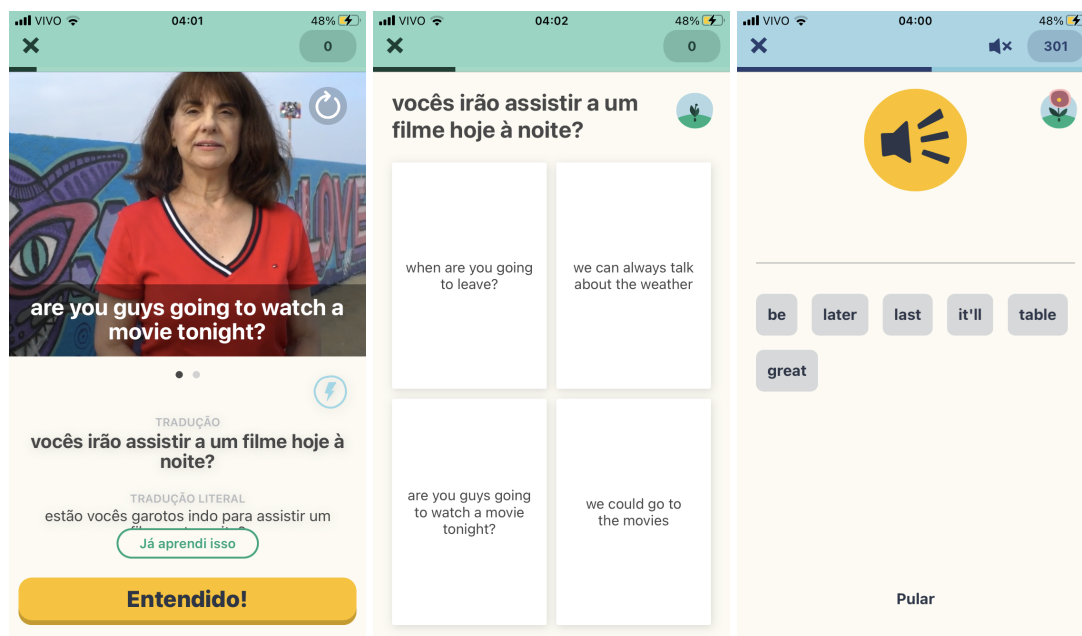 VIVO 04:01 48%
0
are you guys going to watch a
movie tonight?
TRADUÇÃO
vocês irão assistir a um filme hoje à
noite?
TRADUÇÃO LITERAL
estão vocês garotos indo para assistir um
Já aprendi isso
Entendido!
VIVO 04:02 48%
0
vocês irão assistir a um
filme hoje à noite?
when are you going
to leave?
we can always talk
about the weather
are you guys going
to watch a movie
tonight?
we could go to
the movies
VIVO 04:00 48%
301
be later last it'll table
great
Pular
LOVE